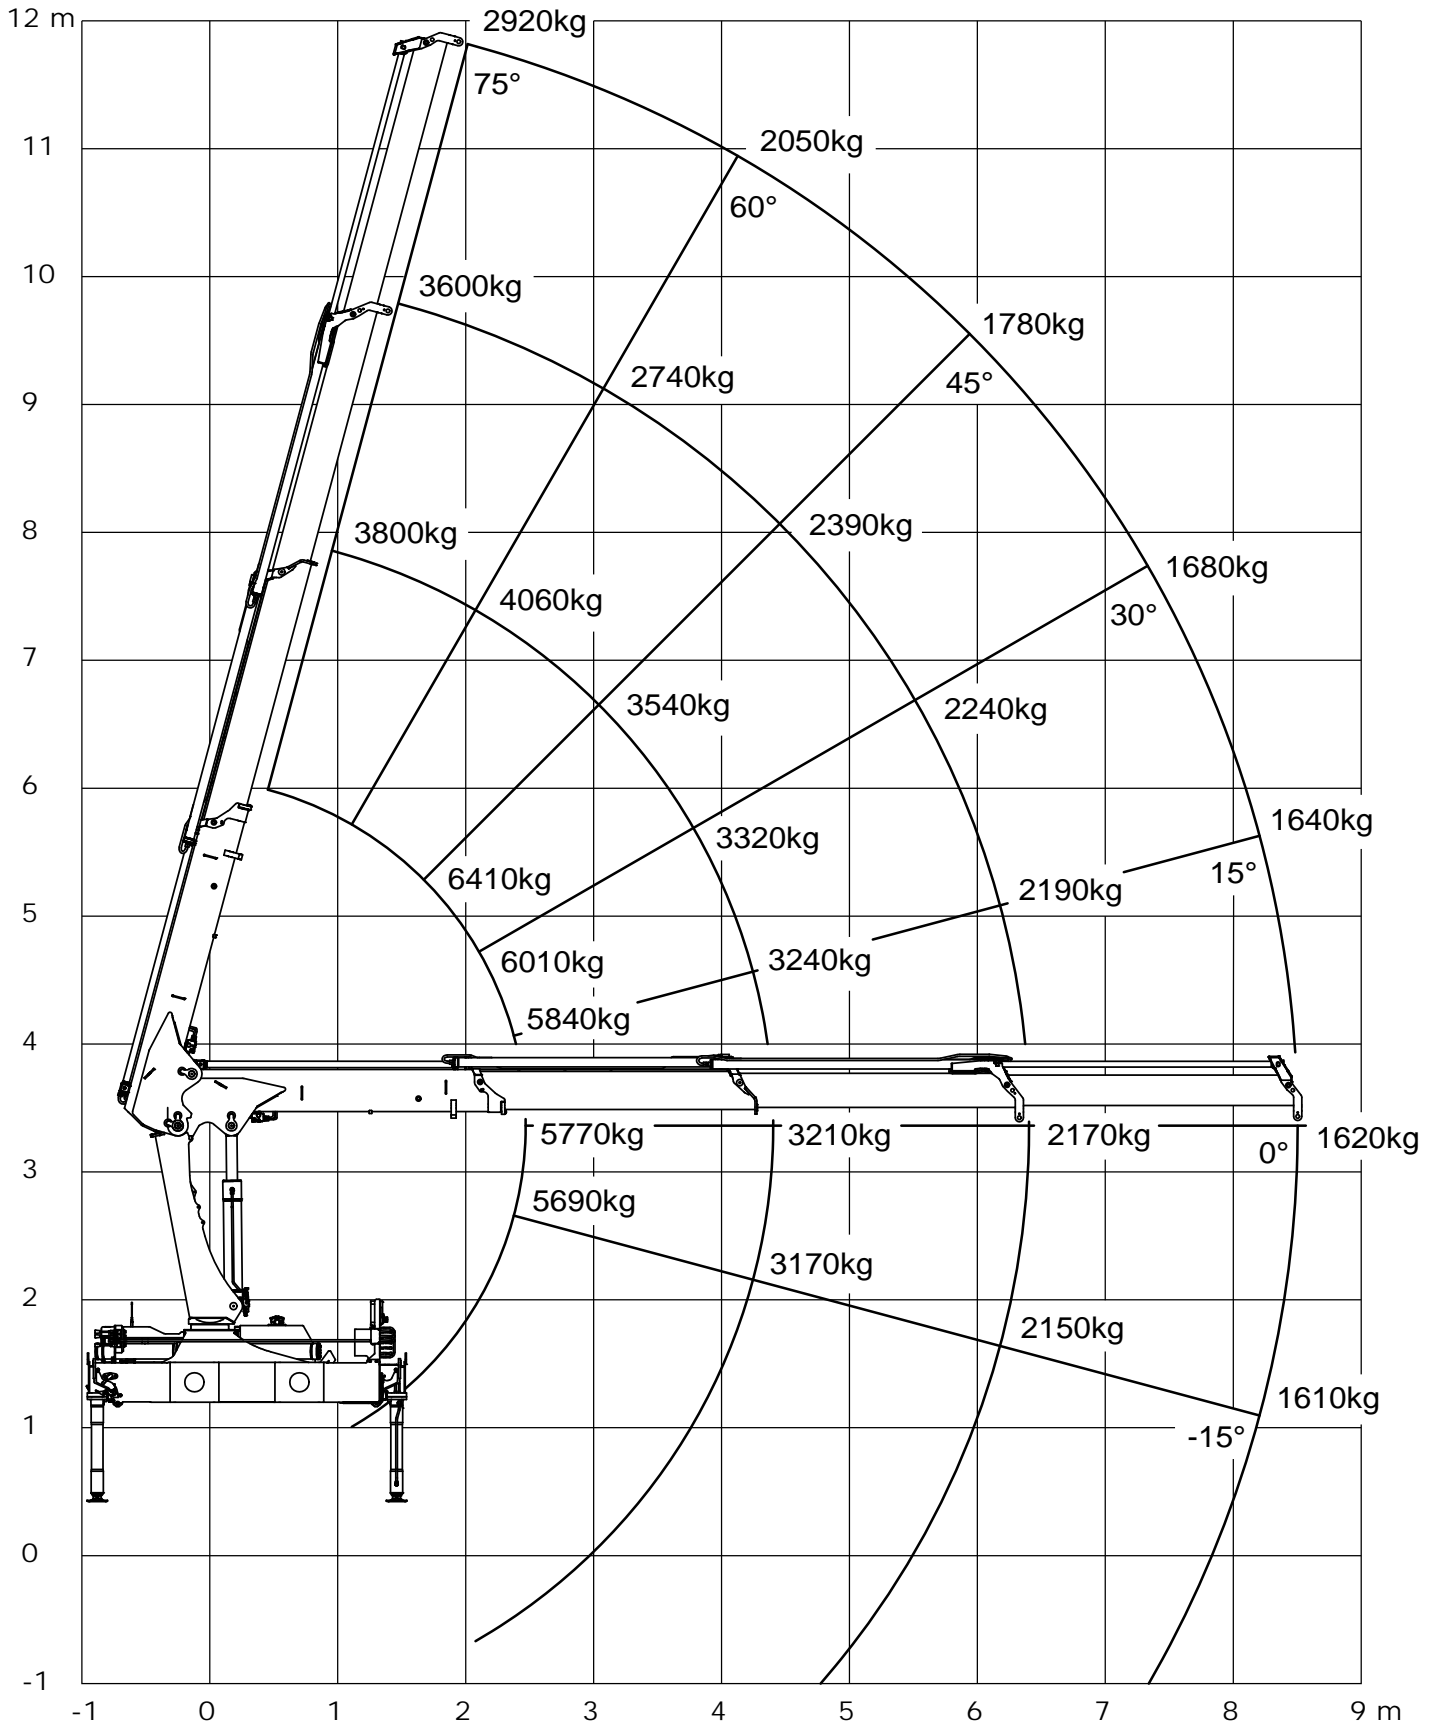 12 m
2920kg
75°
11
2050kg
60°
10
3600kg
1780kg
2740kg
45°
9
8
3800kg
2390kg
1680kg
4060kg
30°
7
3540kg
2240kg
6
3320kg
1640kg
6410kg
15°
2190kg
5
6010kg
3240kg
5840kg
4
5770kg
3210kg
2170kg
1620kg
0°
3
5690kg
3170kg
2
2150kg
1610kg
-15°
1
0
-1
-1 0 1 2 3 4 5 6 7 8 9 m